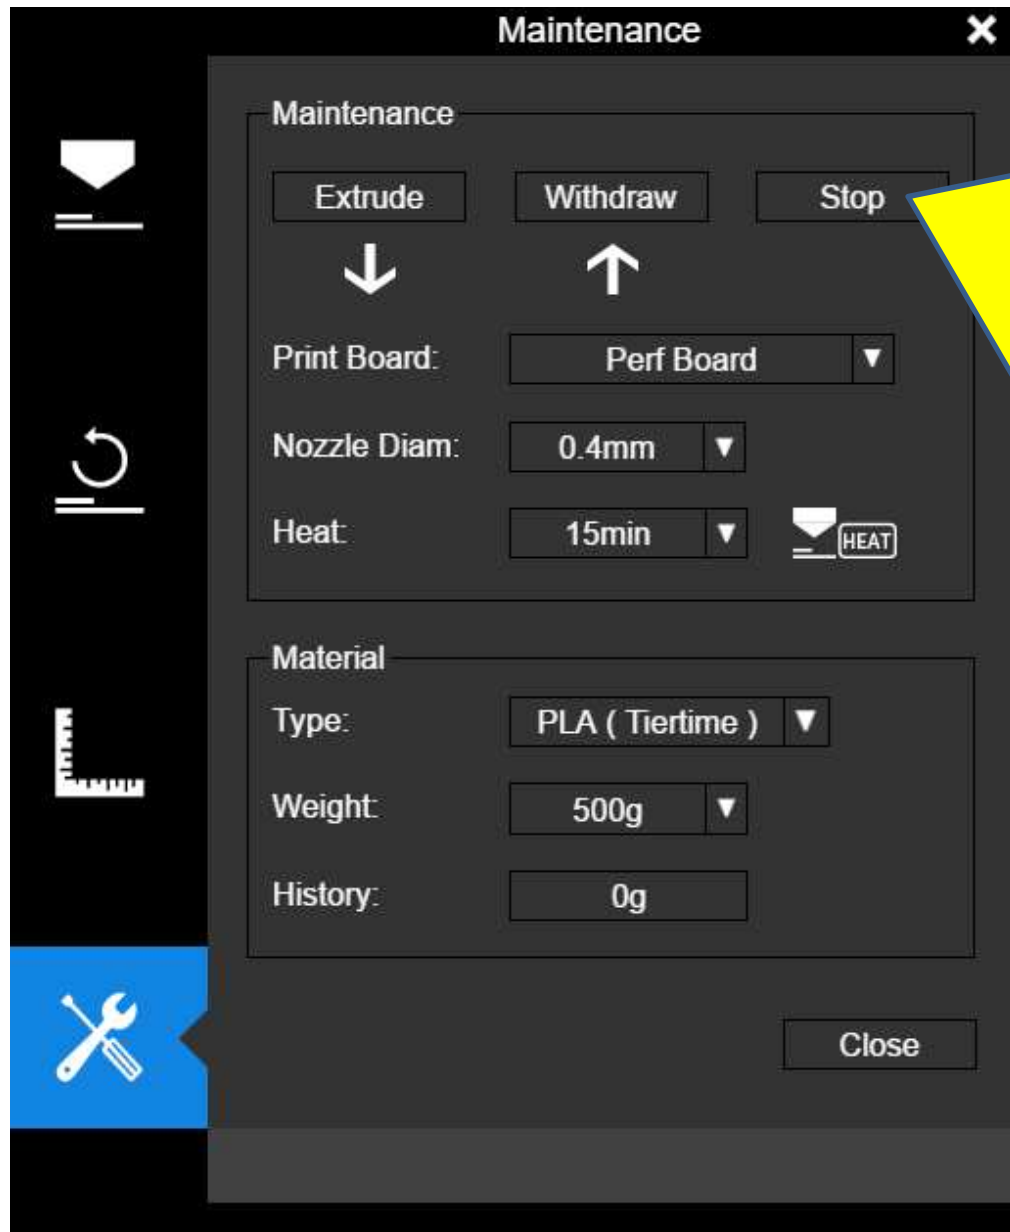 Maintenance
Maintenance
Extrude Withdraw Stop
Print Board: Perf Board
Nozzle Diam: 0.4mm
Heat: 15min HEAT
Material
Type: PLA ( Tiertime )
Weight: 500g
History: 0g
Close